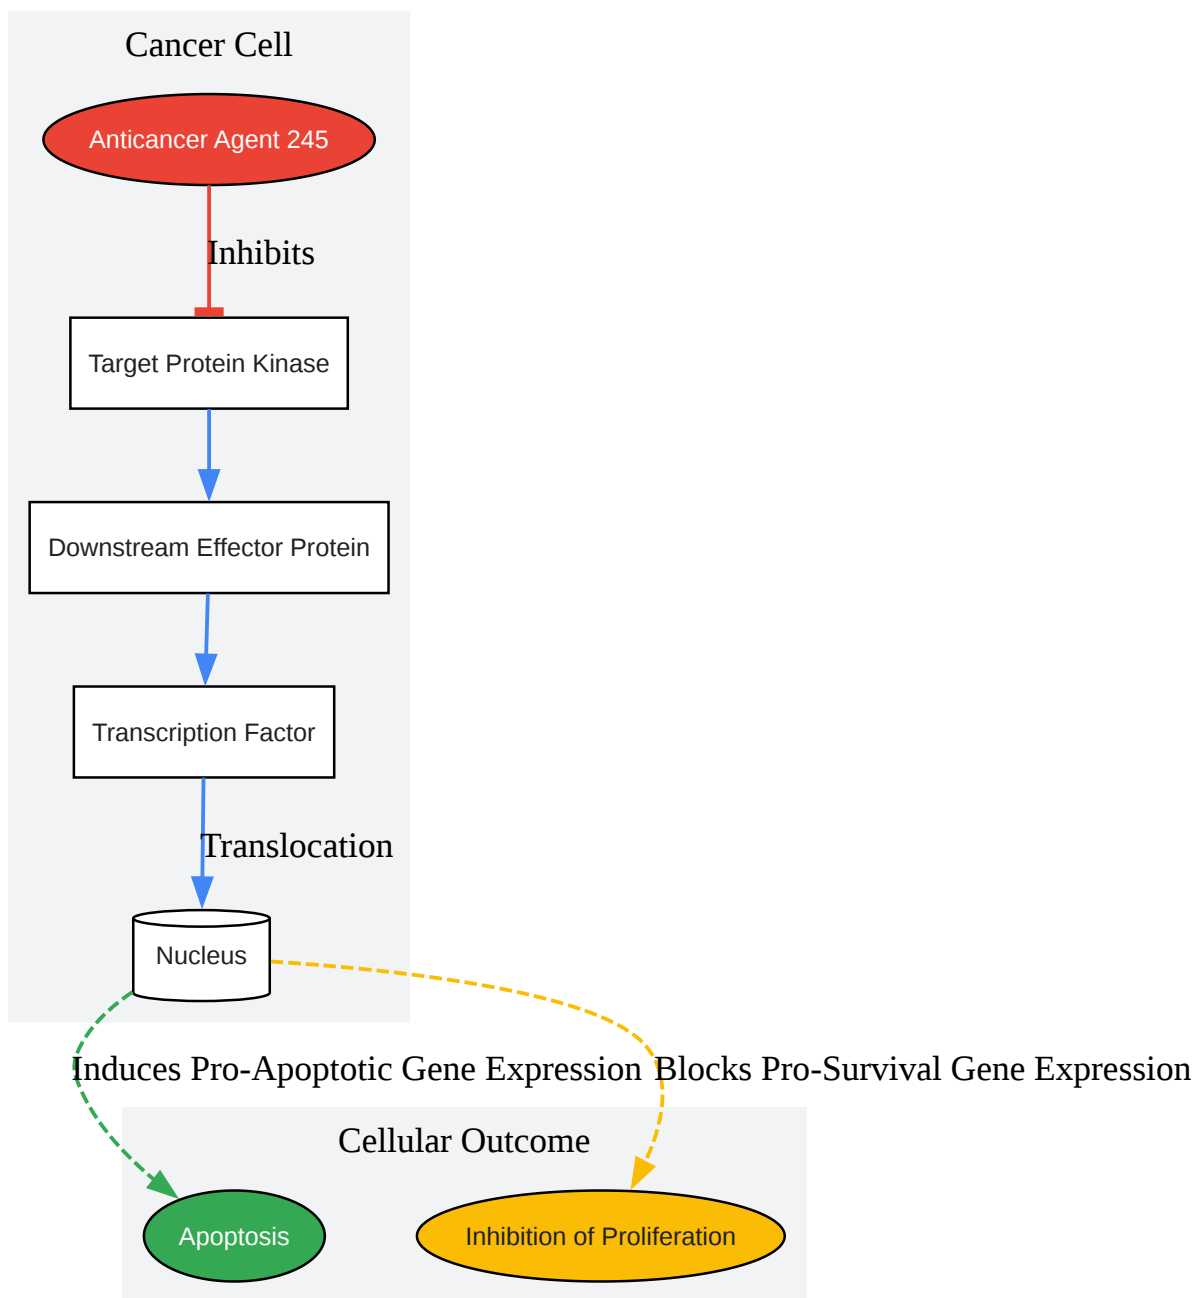 Cancer Cell
Anticancer Agent 245
Inhibits
Target Protein Kinase
Downstream Effector Protein
Transcription Factor
Translocation
Nucleus
Induces Pro-Apoptotic Gene Expression
Blocks Pro-Survival Gene Expression
Cellular Outcome
Apoptosis
Inhibition of Proliferation